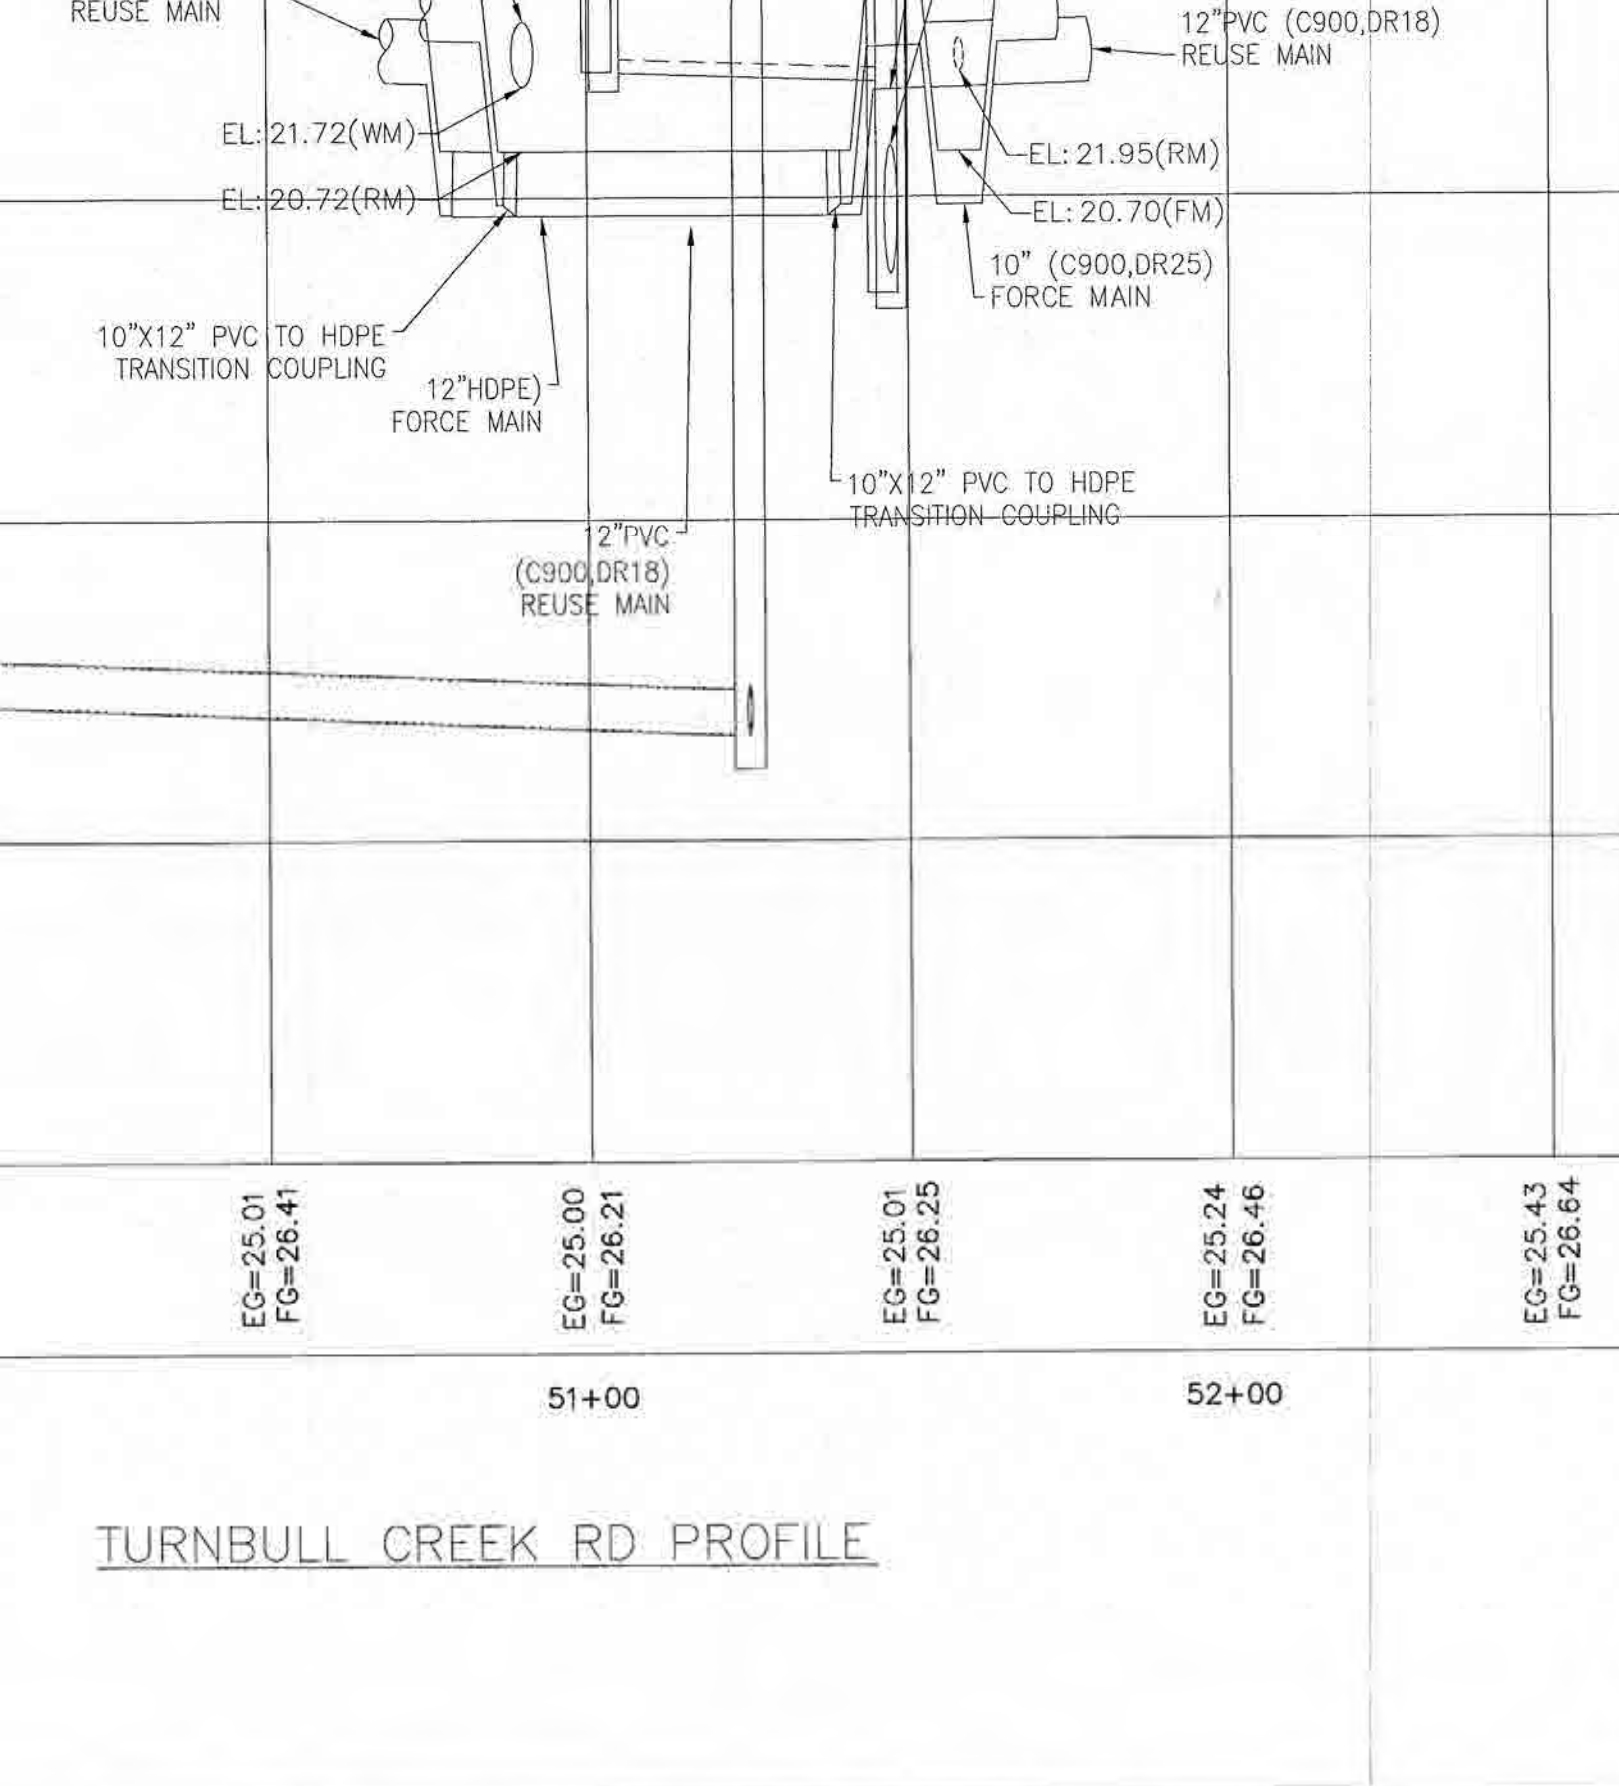 REUSE MAIN
12"PVC (C900,DR18)
REUSE MAIN
EL: 21.72(WM)
EL: 20.72(RM)
EL: 21.95(RM)
EL: 20.70(FM)
10" (C900,DR25)
FORCE MAIN
10"X12" PVC TO HDPE
TRANSITION COUPLING
12"HDPE)
FORCE MAIN
10"X12" PVC TO HDPE
TRANSITION COUPLING
12"PVC
(C900,DR18)
REUSE MAIN
EG=25.01
FG=26.41
EG=25.00
FG=26.21
EG=25.01
FG=26.25
EG=25.24
FG=26.46
EG=25.43
FG=26.64
51+00
52+00
TURNBULL CREEK RD PROFILE